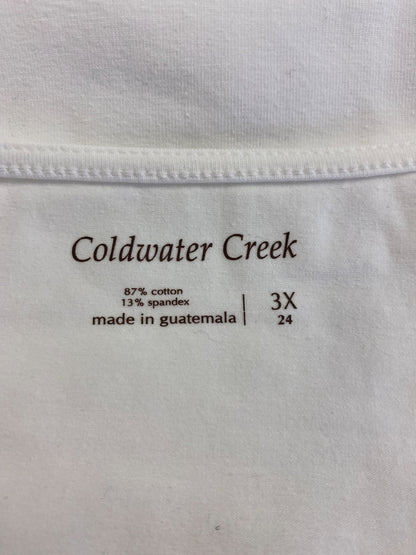 Coldwater Creek
87% cotton
13% spandex
made in guatemala
3X
24